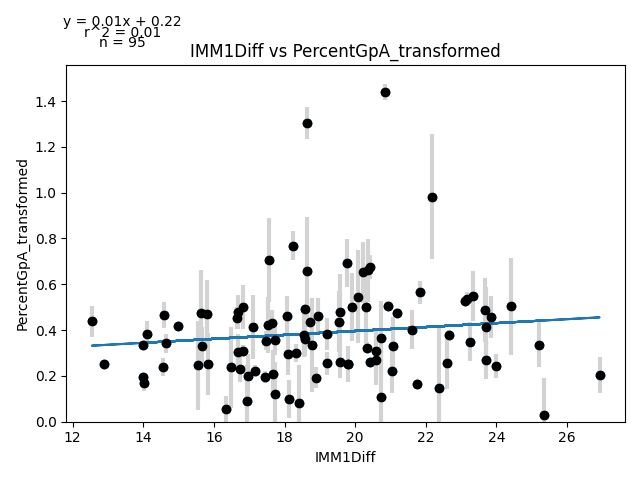 y = 0.01x + 0.22
r^2 = 0.01
n = 95
IMM1Diff vs PercentGpA_transformed
PercentGpA_transformed
1.4
1.2
1.0
0.8
0.6
0.4
0.2
0.0
12 14 16 18 20 22 24 26
IMM1Diff